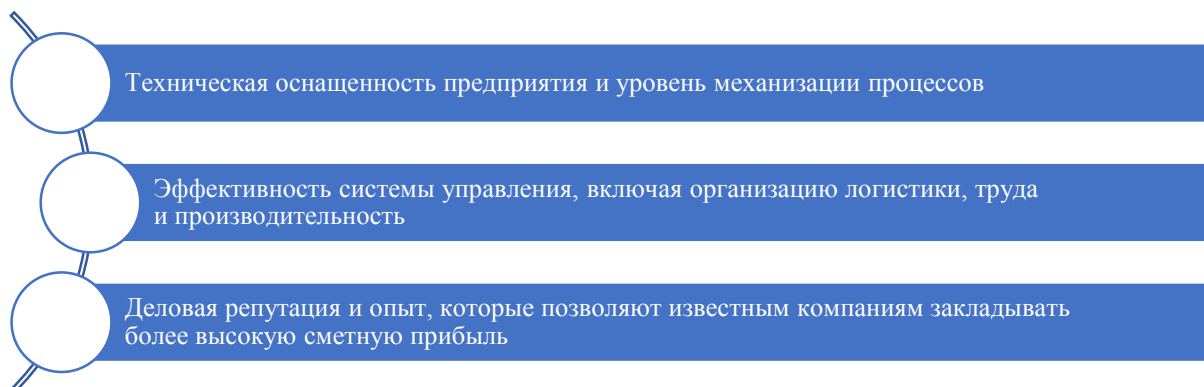 Техническая оснащенность предприятия и уровень механизации процессов
Эффективность системы управления, включая организацию логистики, труда
и производительность
Деловая репутация и опыт, которые позволяют известным компаниям закладывать
более высокую сметную прибыль